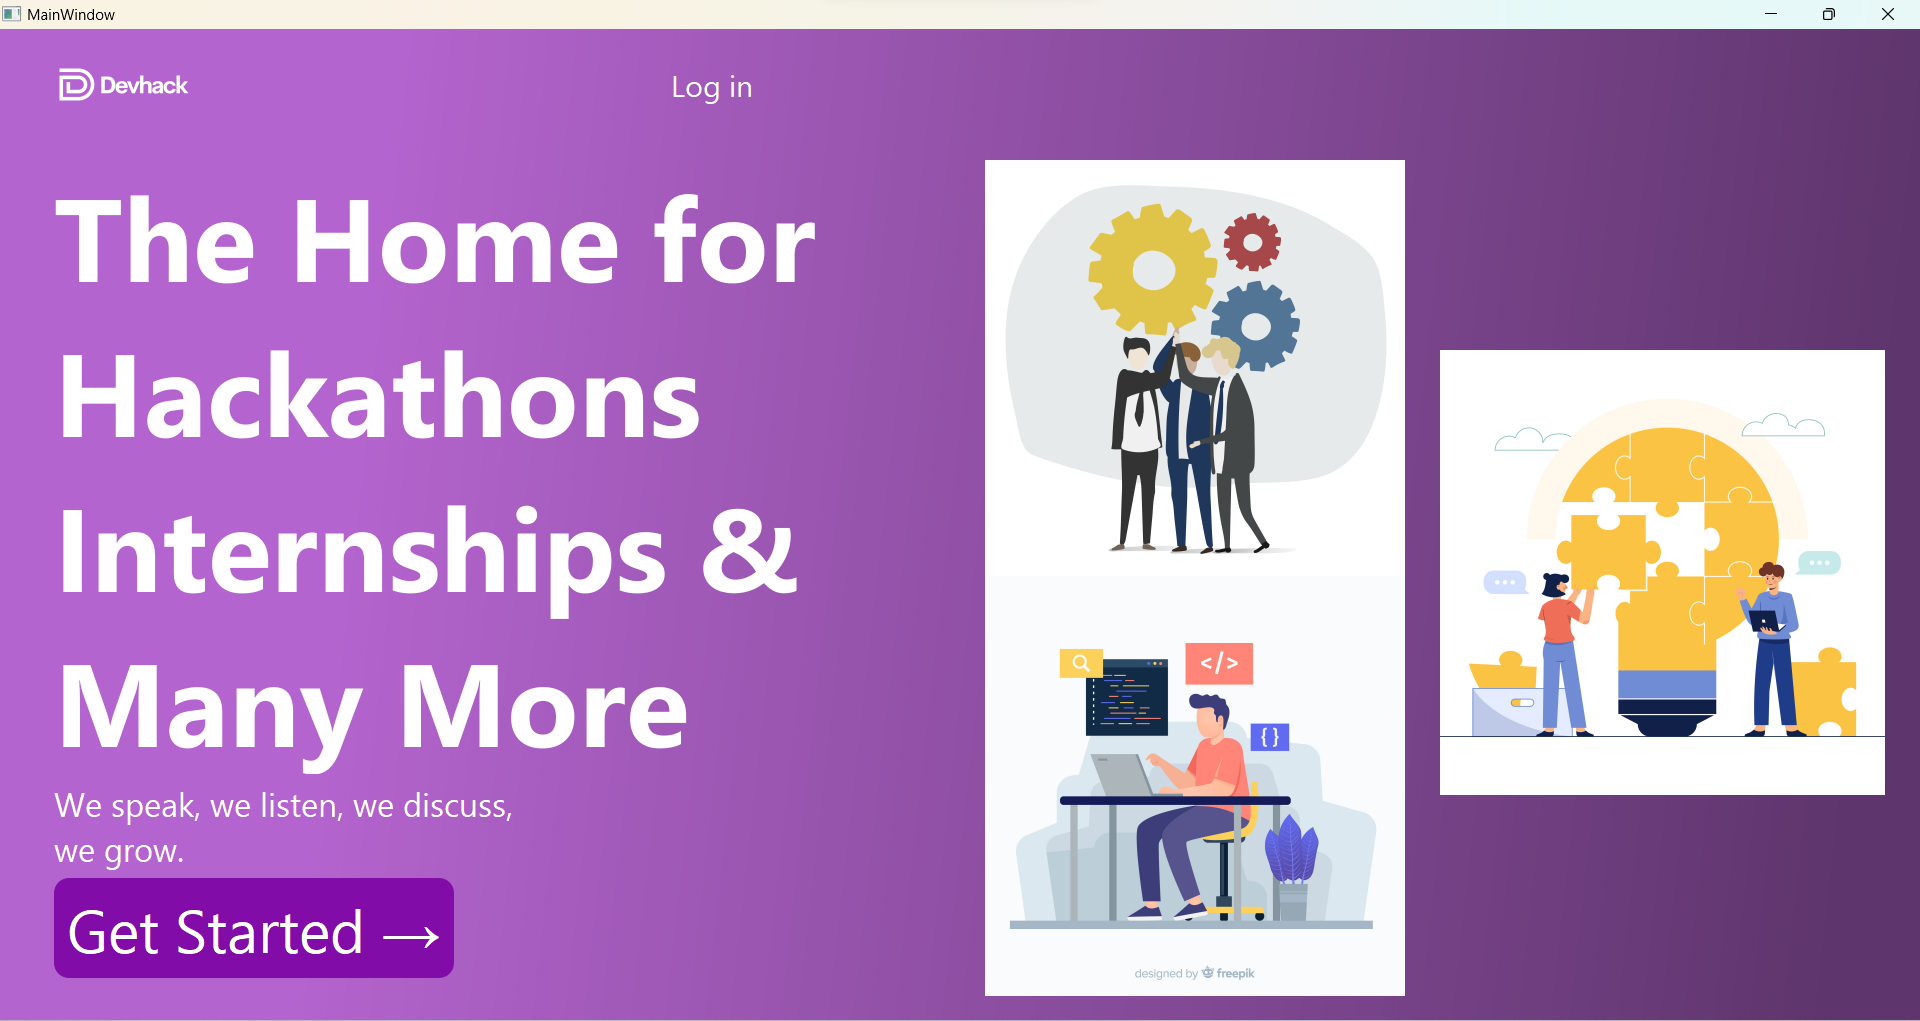 MainWindow
Devhack
Log in
The Home for
Hackathons
Internships &
Many More
We speak, we listen, we discuss,
we grow.
Get Started →
</>
{ }
designed by freepik